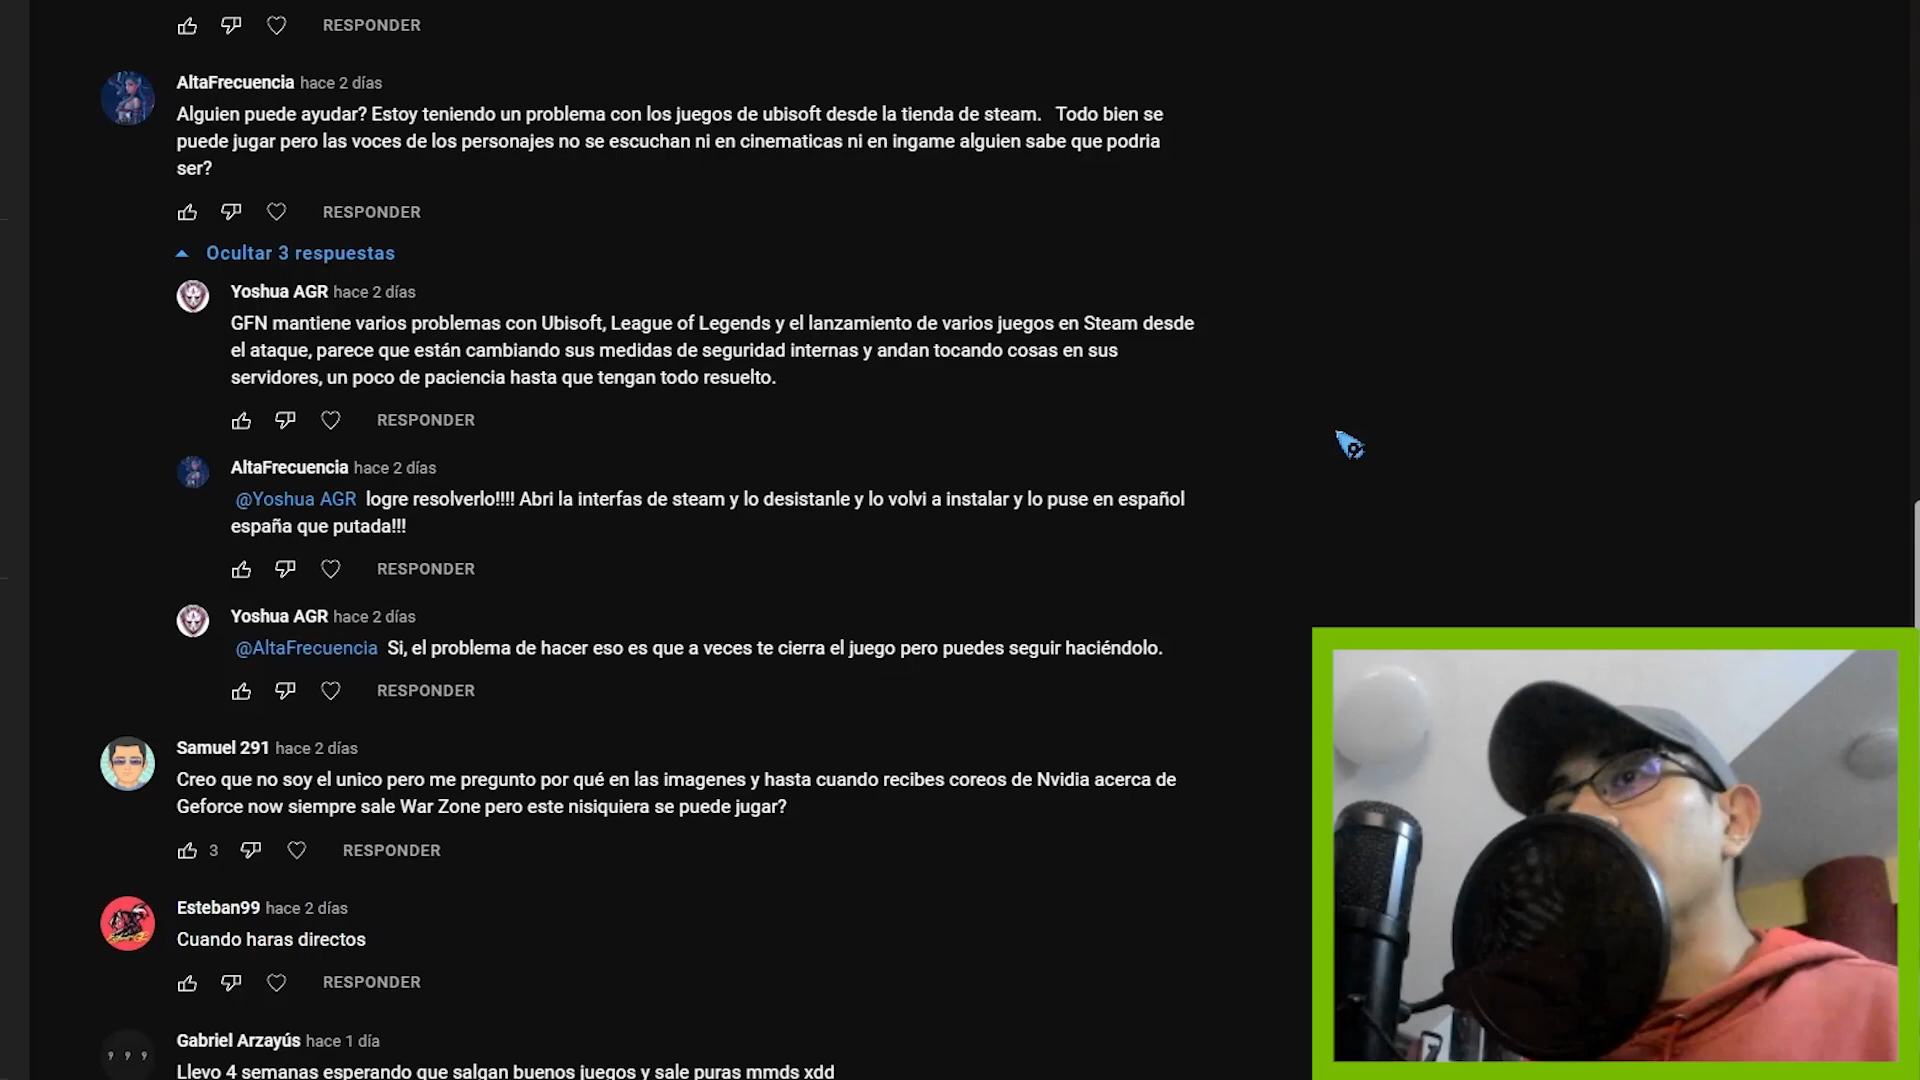 RESPONDER
AltaFrecuencia hace 2 días
Alguien puede ayudar? Estoy teniendo un problema con los juegos de ubisoft desde la tienda de steam. Todo bien se
puede jugar pero las voces de los personajes no se escuchan ni en cinematicas ni en ingame alguien sabe que podria
ser?
RESPONDER
Ocultar 3 respuestas
Yoshua AGR hace 2 días
GFN mantiene varios problemas con Ubisoft, League of Legends y el lanzamiento de varios juegos en Steam desde
el ataque, parece que están cambiando sus medidas de seguridad internas y andan tocando cosas en sus
servidores, un poco de paciencia hasta que tengan todo resuelto.
RESPONDER
AltaFrecuencia hace 2 días
@Yoshua AGR logre resolverlo!!!! Abri la interfas de steam y lo desistanle y lo volvi a instalar y lo puse en español
españa que putada!!!
RESPONDER
Yoshua AGR hace 2 días
@AltaFrecuencia Si, el problema de hacer eso es que a veces te cierra el juego pero puedes seguir haciéndolo.
RESPONDER
Samuel 291 hace 2 días
Creo que no soy el unico pero me pregunto por qué en las imagenes y hasta cuando recibes coreos de Nvidia acerca de
Geforce now siempre sale War Zone pero este nisiquiera se puede jugar?
3 RESPONDER
Esteban99 hace 2 días
Cuando haras directos
RESPONDER
Gabriel Arzayús hace 1 día
Llevo 4 semanas esperando que salgan buenos juegos y sale puras mmds xdd